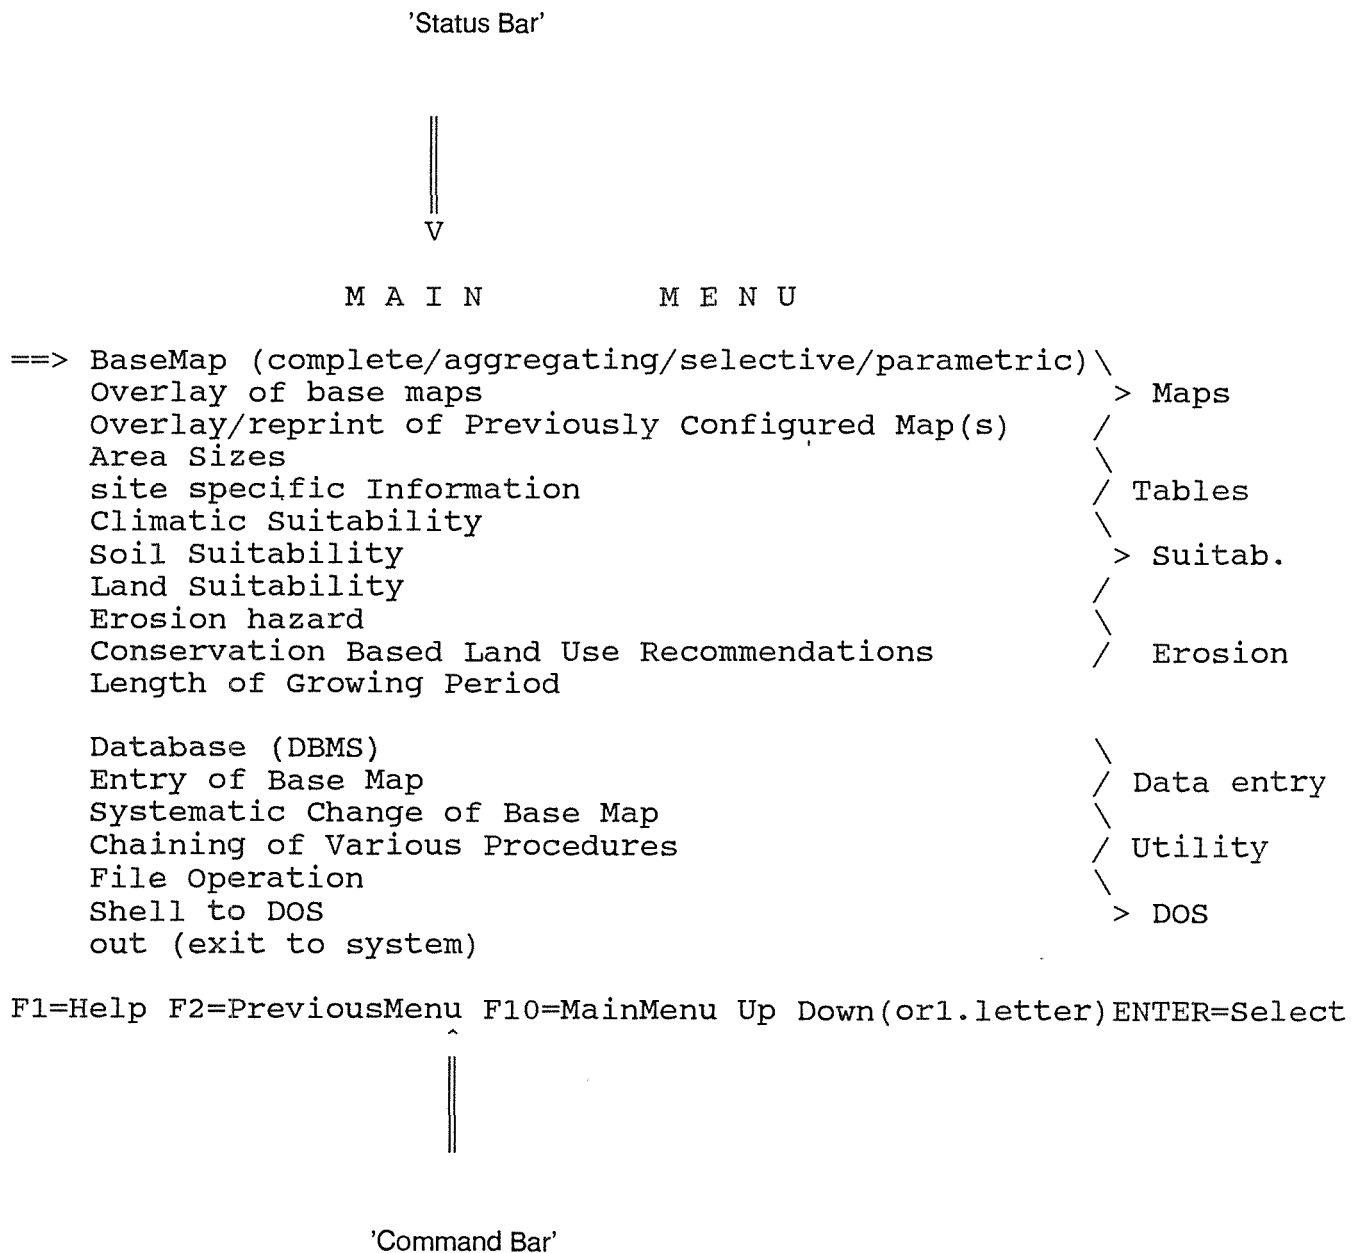 'Status Bar'
||
V
M A I N M E N U
==> BaseMap (complete/aggregating/selective/parametric)\
Overlay of base maps > Maps
Overlay/reprint of Previously Configured Map(s) /
Area Sizes \
site specific Information / Tables
Climatic Suitability \
Soil Suitability > Suitab.
Land Suitability /
Erosion hazard \
Conservation Based Land Use Recommendations / Erosion
Length of Growing Period
Database (DBMS) \
Entry of Base Map / Data entry
Systematic Change of Base Map \
Chaining of Various Procedures / Utility
File Operation \
Shell to DOS > DOS
out (exit to system)
F1=Help F2=PreviousMenu F10=MainMenu Up Down(or1.letter)ENTER=Select
^
||
'Command Bar'